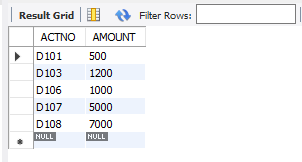 Result Grid Filter Rows:
ACTNO AMOUNT
D101 500
D103 1200
D106 1000
D107 5000
D108 7000
NULL NULL